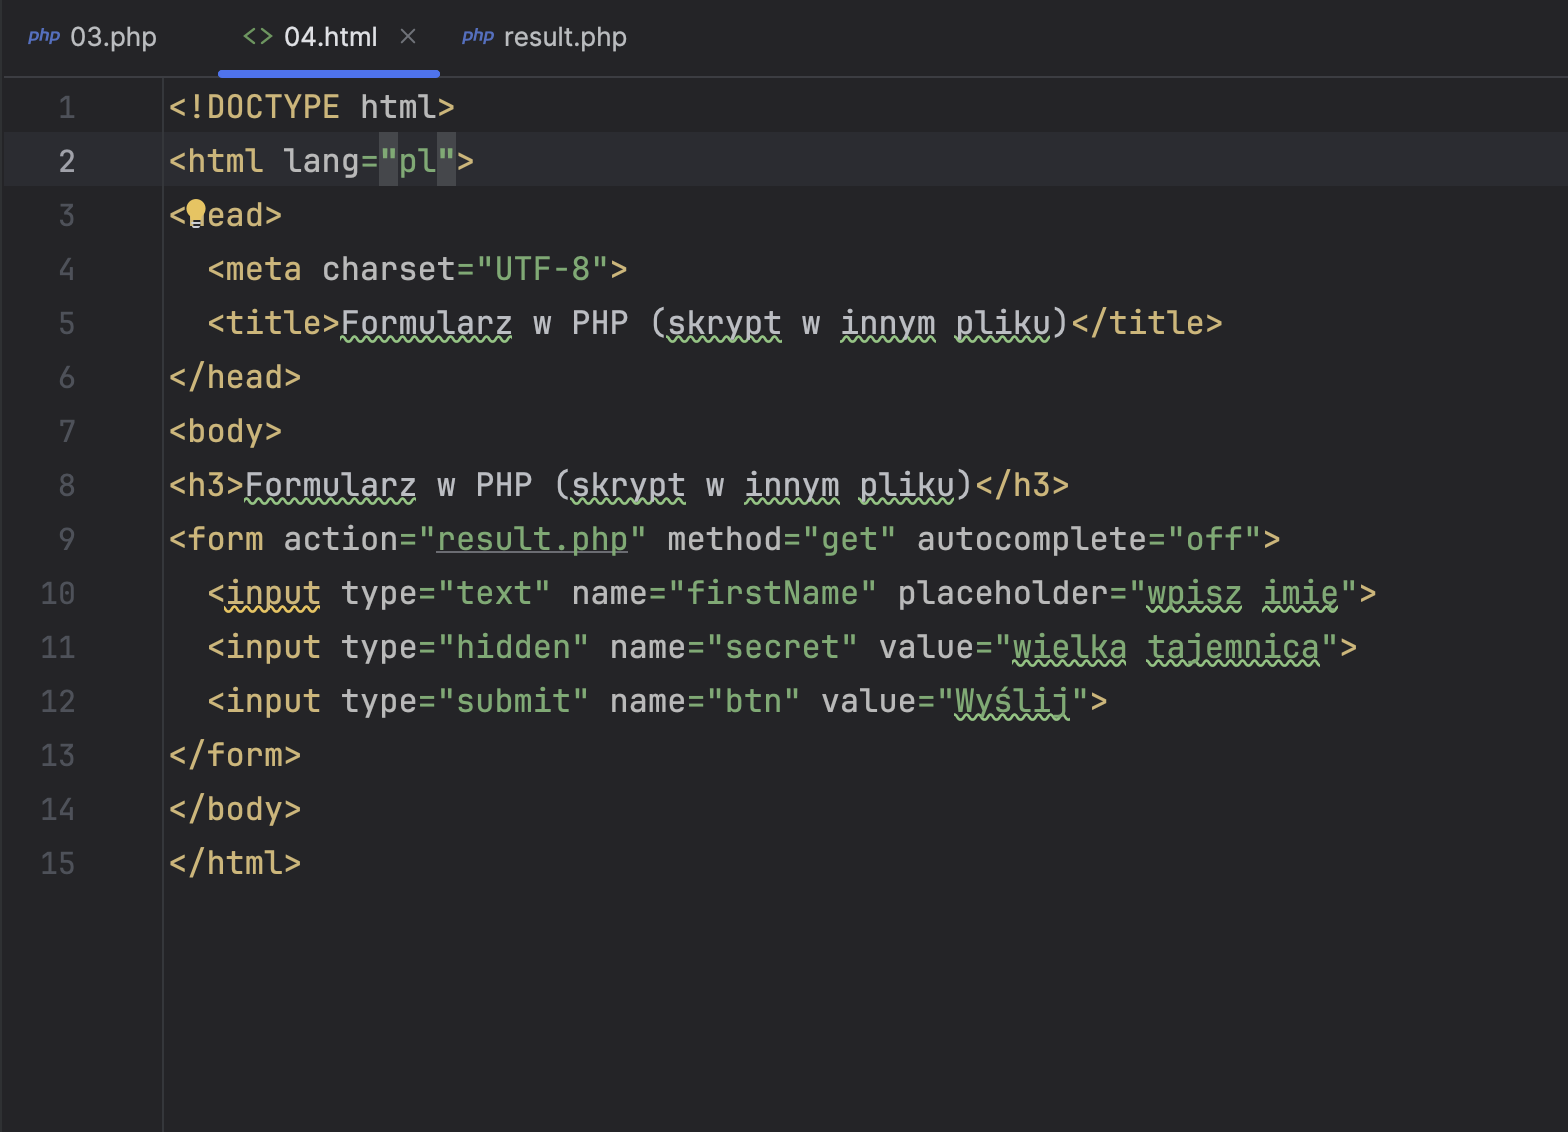 php 03.php <> 04.html × php result.php
1 <!DOCTYPE html>
2 <html lang="pl">
3 <head>
4   <meta charset="UTF-8">
5   <title>Formularz w PHP (skrypt w innym pliku)</title>
6 </head>
7 <body>
8 <h3>Formularz w PHP (skrypt w innym pliku)</h3>
9 <form action="result.php" method="get" autocomplete="off">
10   <input type="text" name="firstName" placeholder="wpisz imię">
11   <input type="hidden" name="secret" value="wielka tajemnica">
12   <input type="submit" name="btn" value="Wyślij">
13 </form>
14 </body>
15 </html>